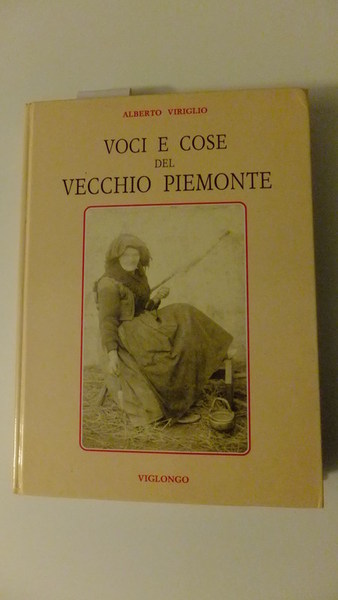 ALBERTO VIRIGLIO
VOCI E COSE
DEL
VECCHIO PIEMONTE
VIGLONGO